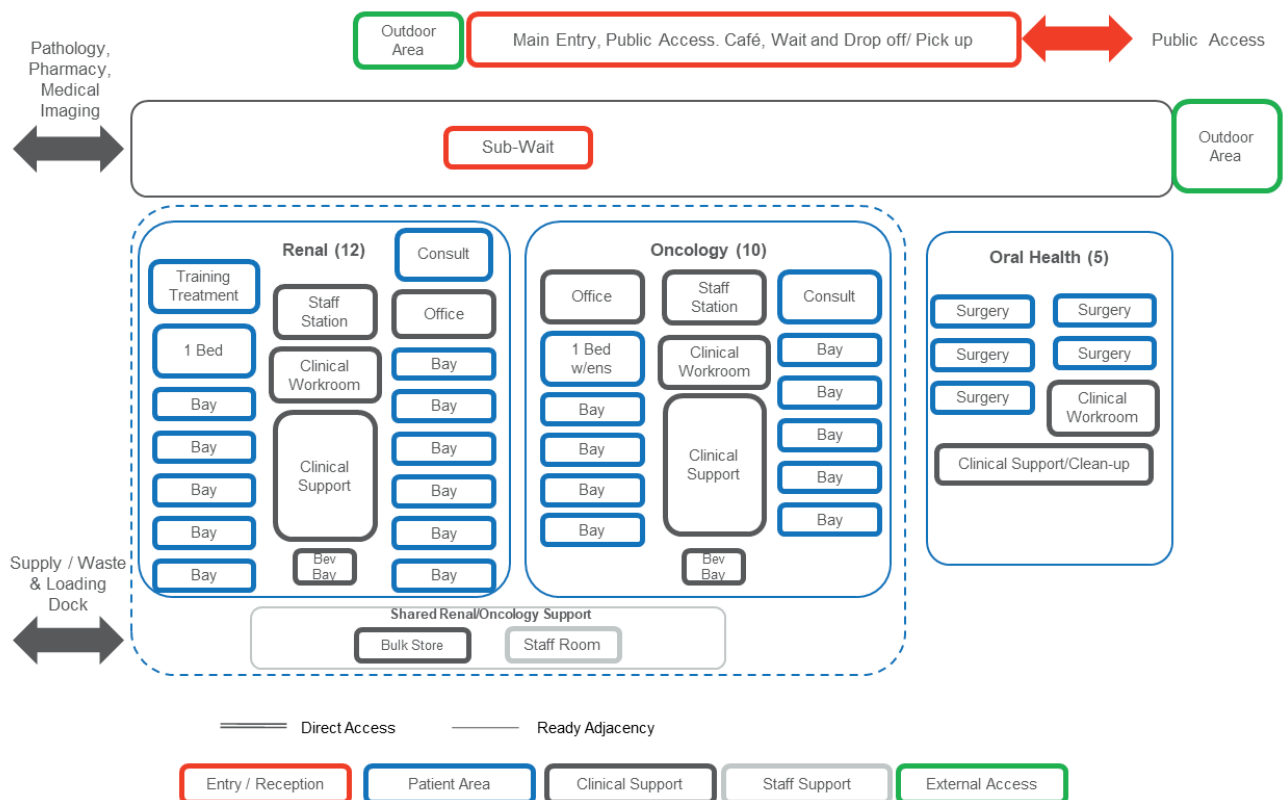 Outdoor
Area
Main Entry, Public Access. Café, Wait and Drop off/ Pick up
Public Access
Pathology,
Pharmacy,
Medical
Imaging
Sub-Wait
Outdoor
Area
Renal (12)
Consult
Training
Treatment
Staff
Station
Office
1 Bed
Clinical
Workroom
Bay
Bay
Bay
Bay
Bay
Bay
Bay
Bay
Bay
Bay
Bay
Clinical
Support
Bev
Bay
Oncology (10)
Office
Staff
Station
Consult
1 Bed
w/ens
Clinical
Workroom
Bay
Bay
Bay
Bay
Bay
Bay
Bay
Bay
Bay
Clinical
Support
Bev
Bay
Oral Health (5)
Surgery
Surgery
Surgery
Surgery
Surgery
Clinical
Workroom
Clinical Support/Clean-up
Supply / Waste
& Loading
Dock
Shared Renal/Oncology Support
Bulk Store
Staff Room
Direct Access
Ready Adjacency
Entry / Reception
Patient Area
Clinical Support
Staff Support
External Access